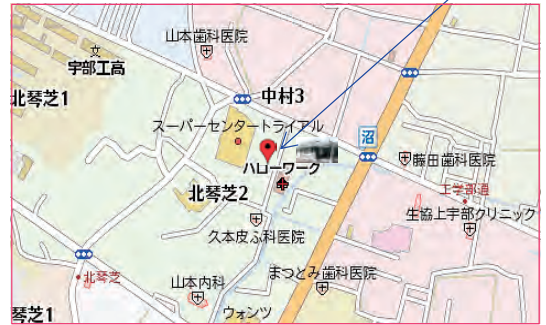 山本歯科医院
宇部工高
北琴芝1
中村3
スーパーセンタートライアル
沼
ハローワーク
藤田歯科医院
北琴芝2
工学部通
生協上宇部クリニック
久本皮ふ科医院
北琴芝
山本内科
まつとみ歯科医院
琴芝1
ウォンツ